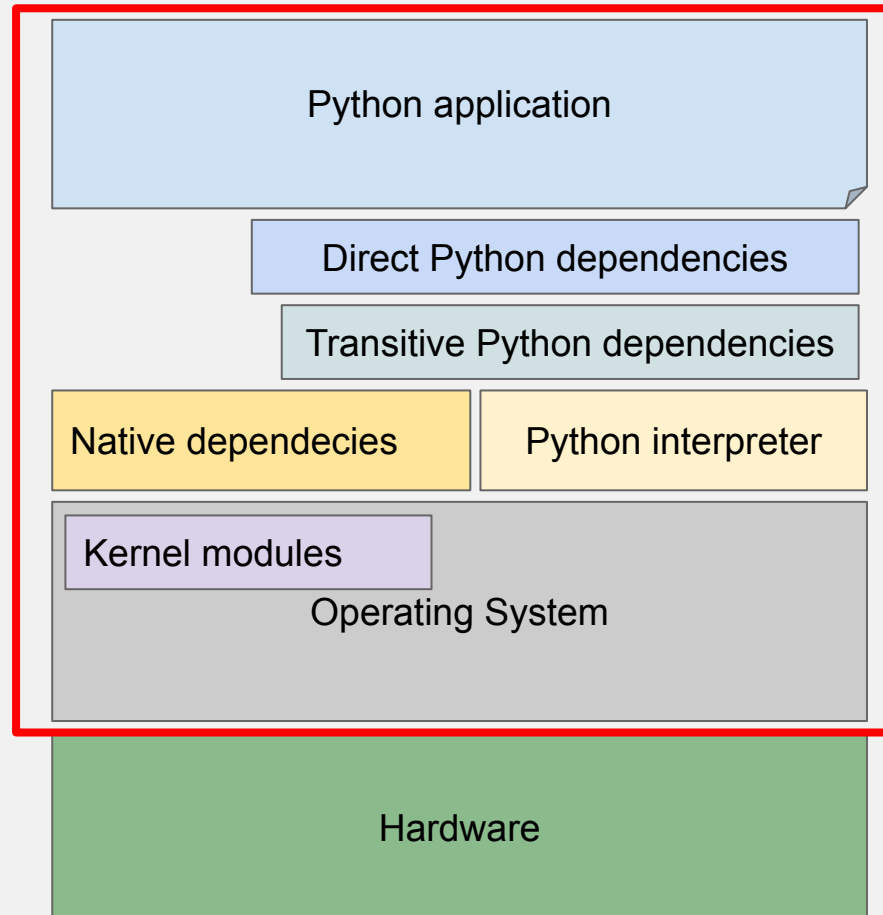 Python application
Direct Python dependencies
Transitive Python dependencies
Native dependecies
Python interpreter
Kernel modules
Operating System
Hardware